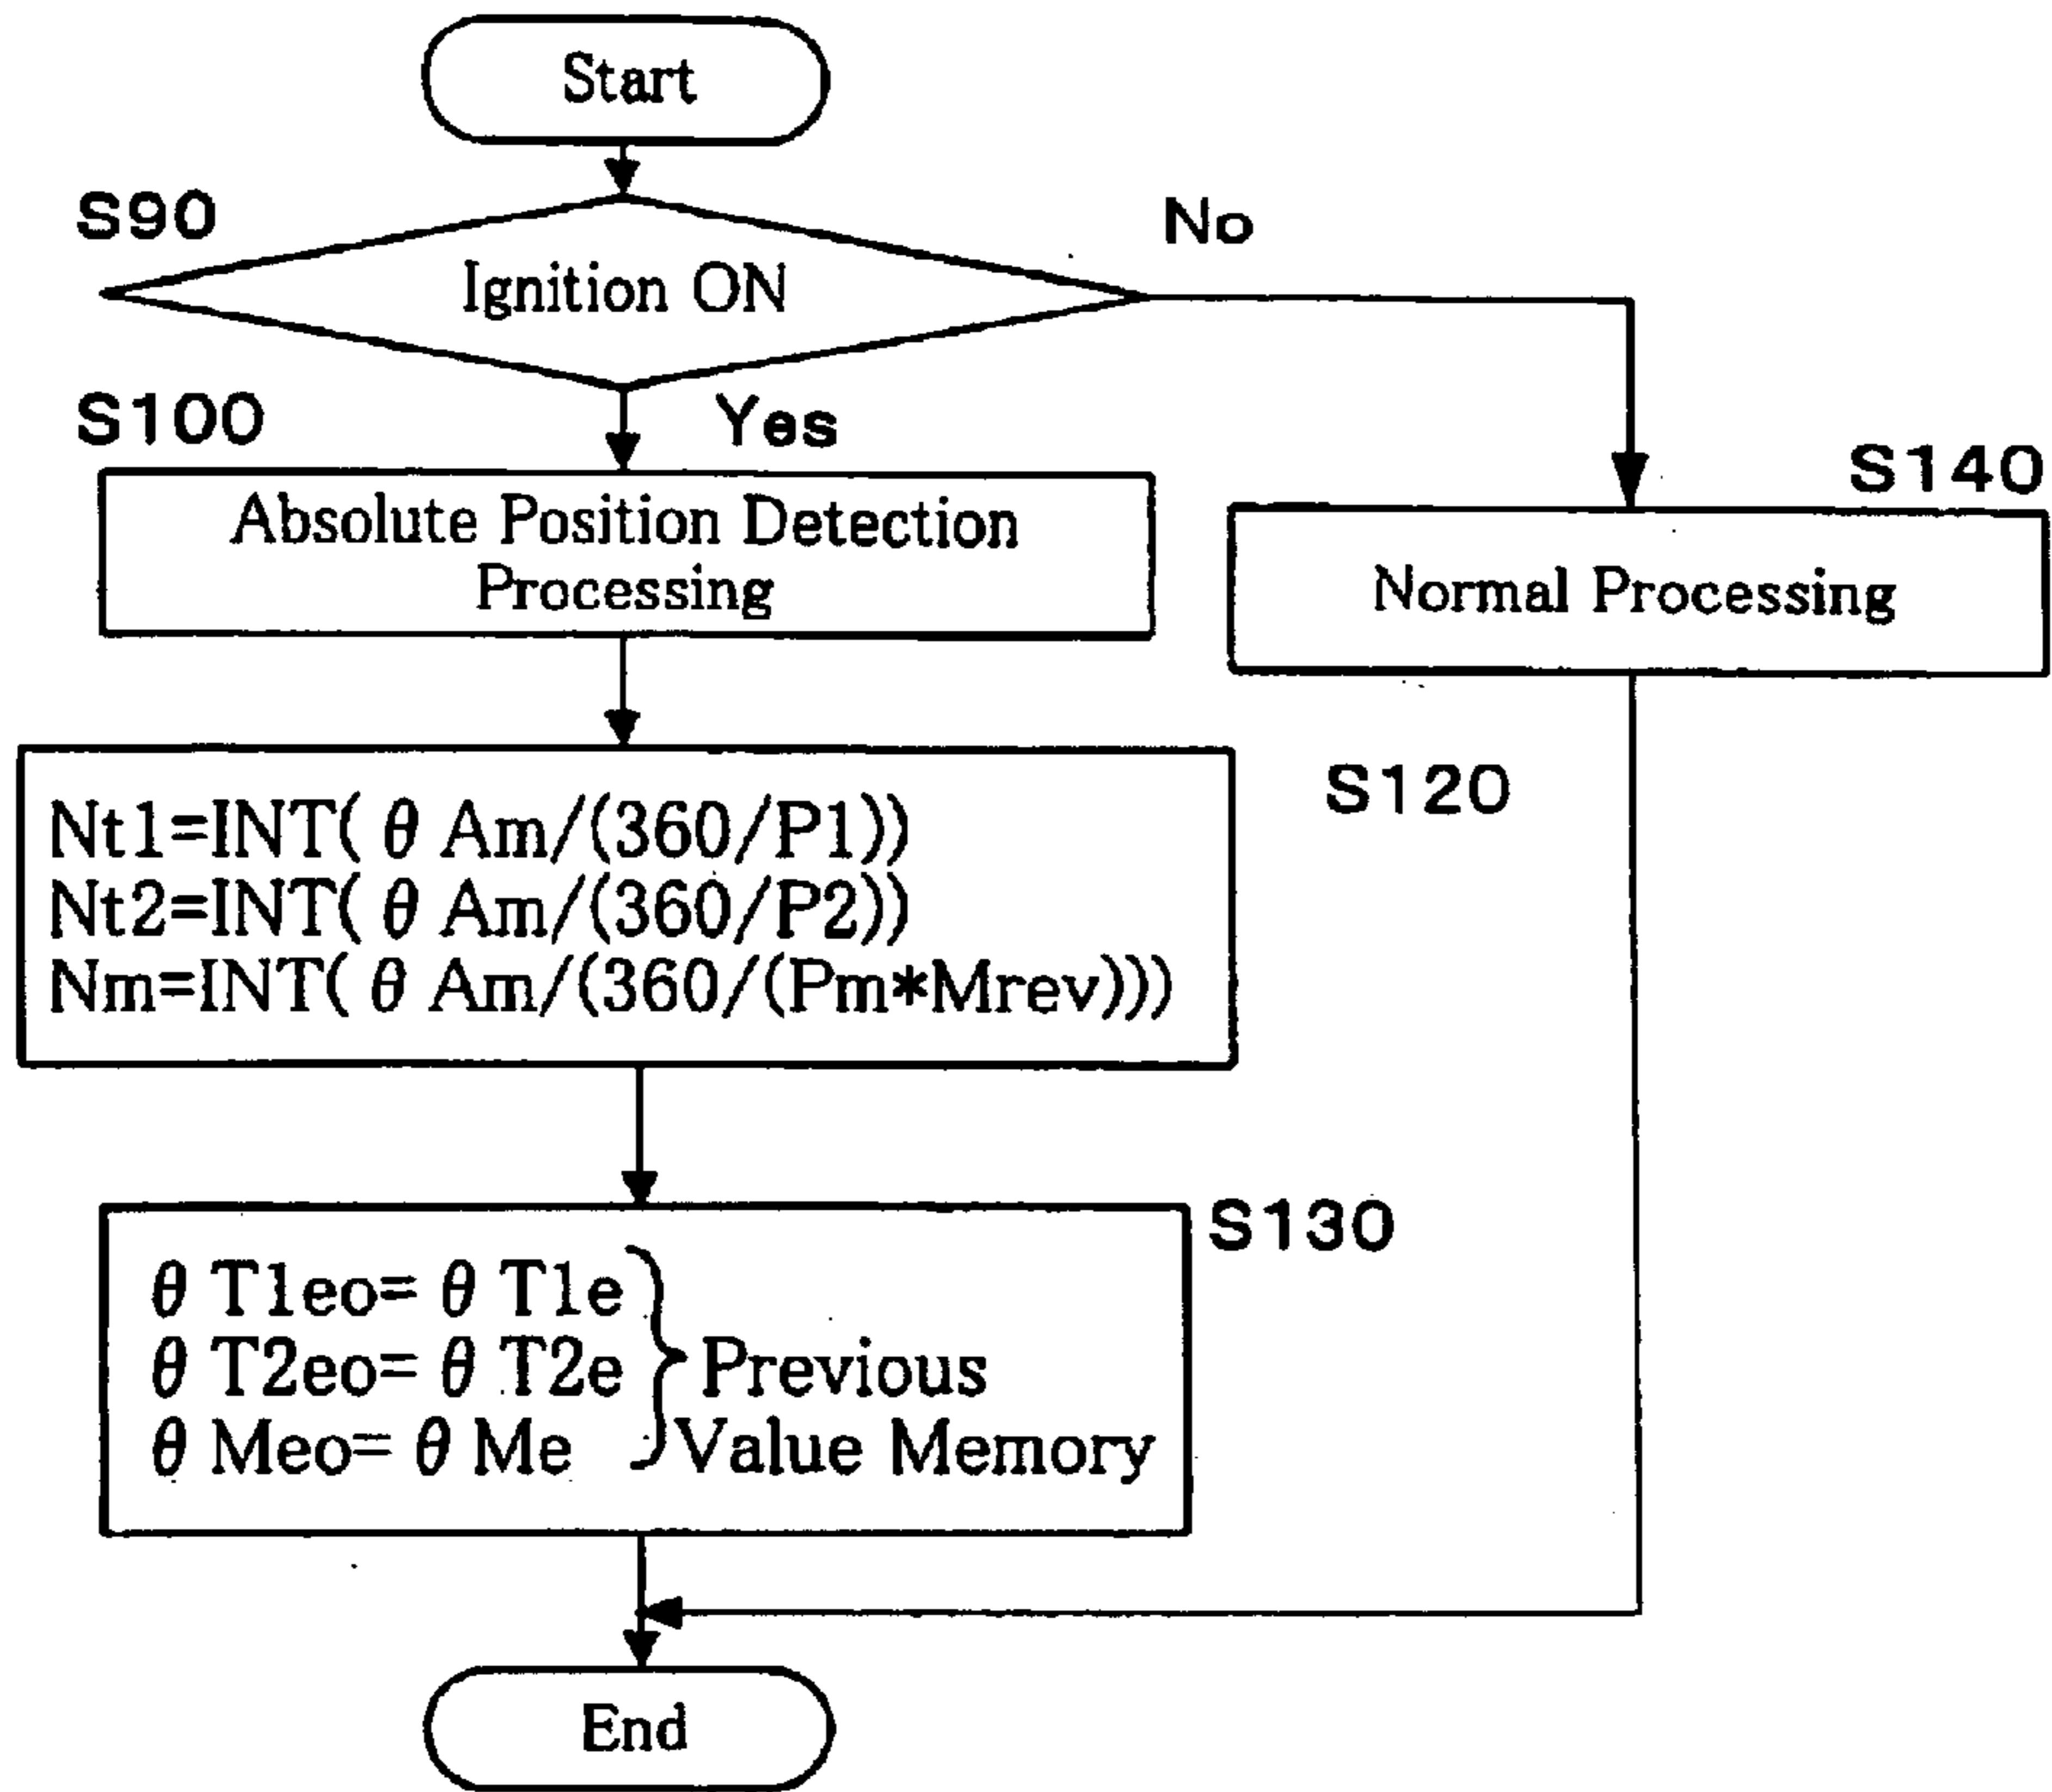 Start
S90
No
Ignition ON
S100
Yes
Absolute Position Detection
Processing
S140
Normal Processing
S120
Nt1=INT( θ Am/(360/P1))
Nt2=INT( θ Am/(360/P2))
Nm=INT( θ Am/(360/(Pm*Mrev)))
S130
θ T1eo= θ T1e
θ T2eo= θ T2e
θ Meo= θ Me
Previous
Value Memory
End